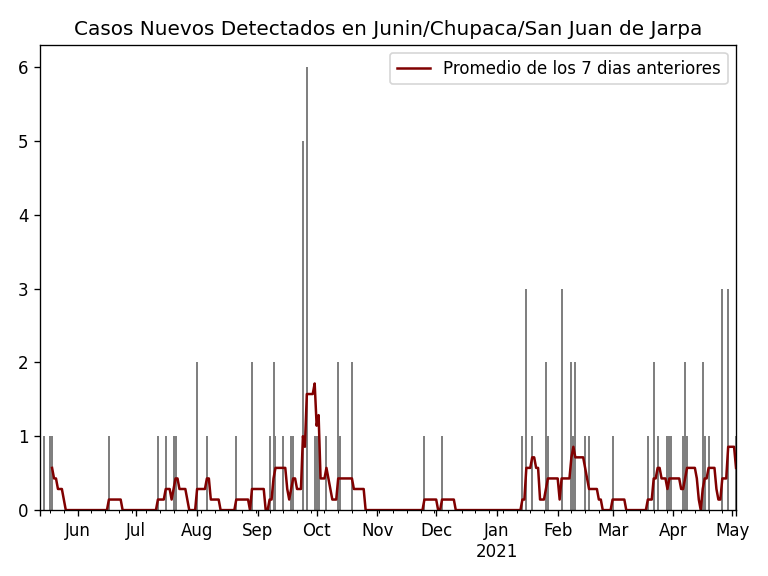 Casos Nuevos Detectados en Junin/Chupaca/San Juan de Jarpa
Promedio de los 7 dias anteriores
6
5
4
3
2
1
0
Jun Jul Aug Sep Oct Nov Dec Jan Feb Mar Apr May
2021